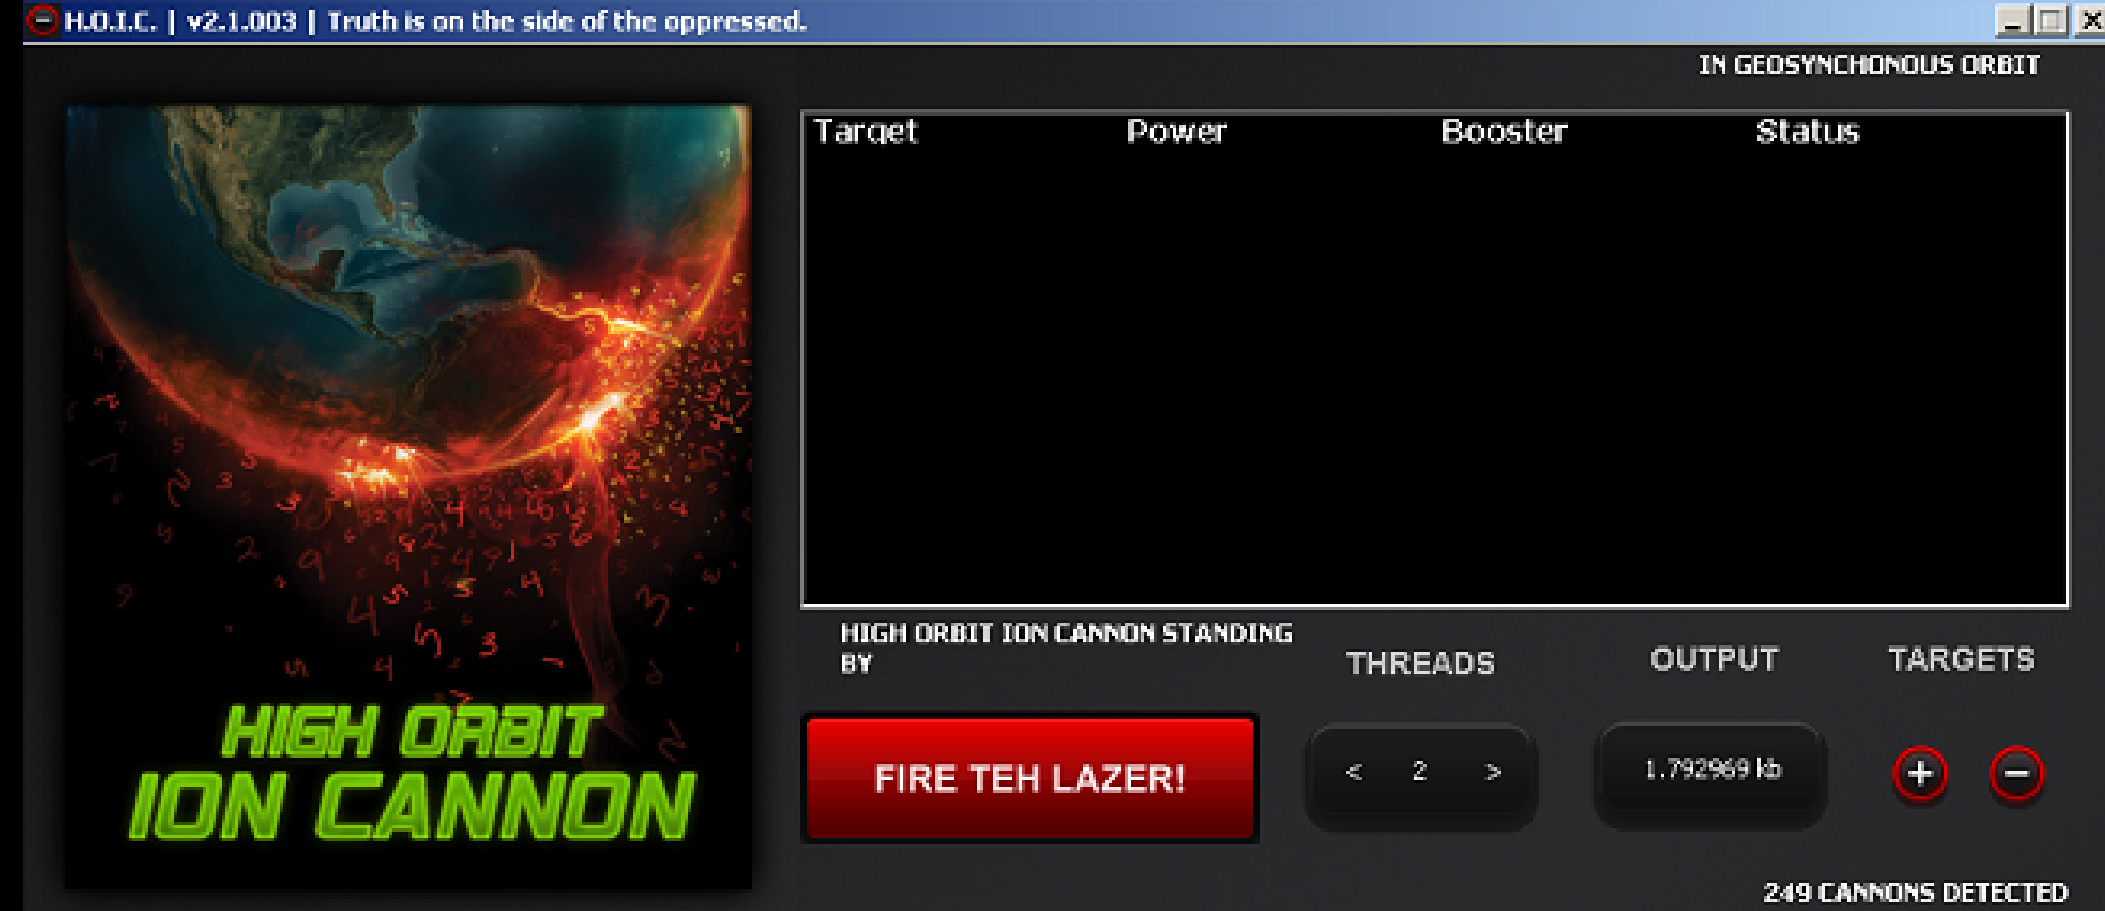 H.O.I.C. | v2.1.003 | Truth is on the side of the oppressed.
IN GEOSYNCHONOUS ORBIT
Target Power Booster Status
HIGH ORBIT ION CANNON STANDING
BY
THREADS OUTPUT TARGETS
HIGH ORBIT
ION CANNON
FIRE TEH LAZER!
< 2 >
1.792969 kb
+ −
249 CANNONS DETECTED